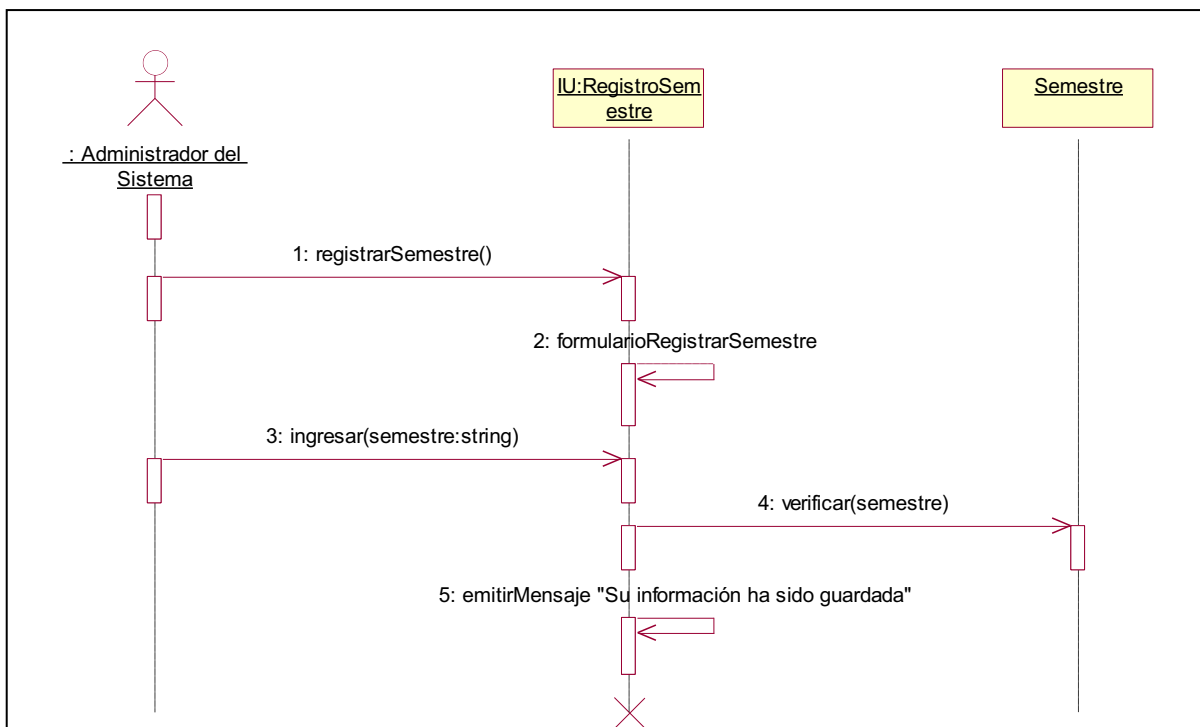 IU:RegistroSem
estre
Semestre
: Administrador del
Sistema
1: registrarSemestre()
2: formularioRegistrarSemestre
3: ingresar(semestre:string)
4: verificar(semestre)
5: emitirMensaje "Su información ha sido guardada"